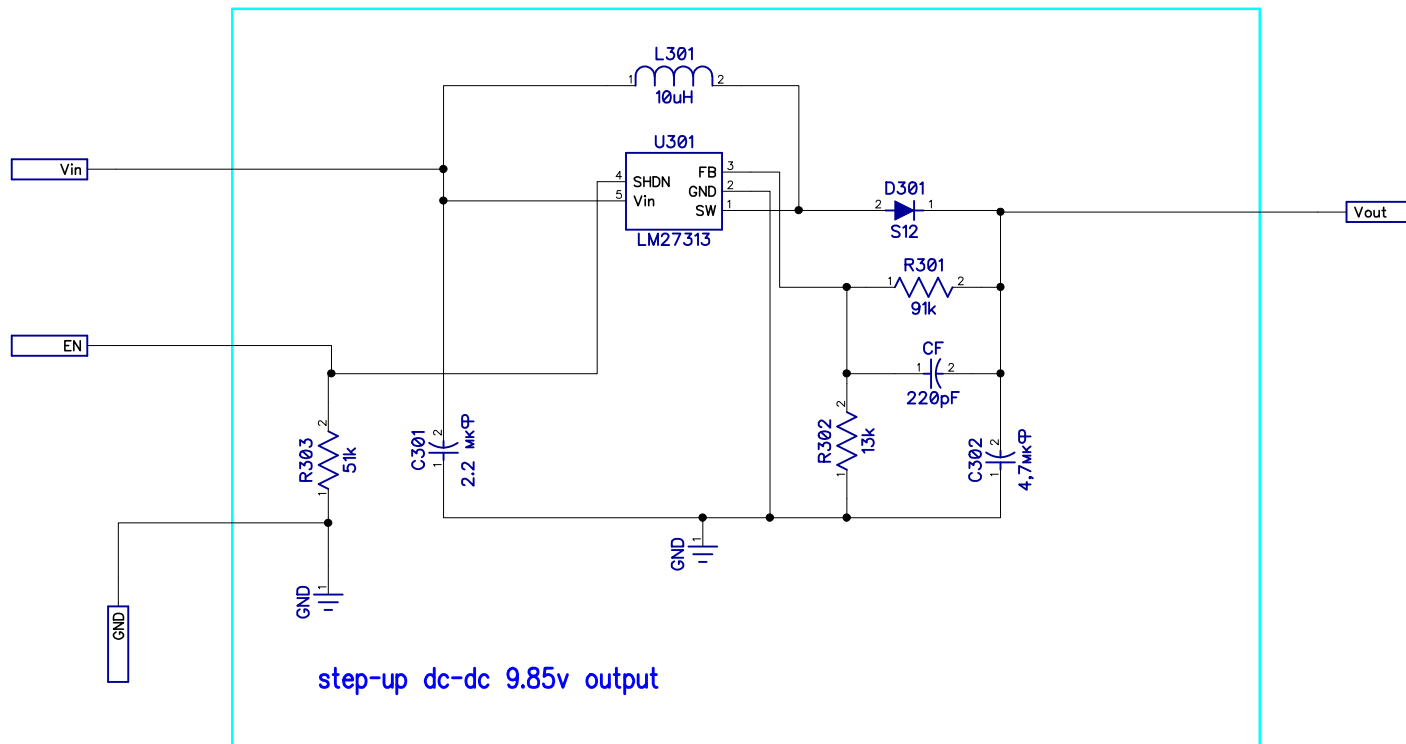 L301
1 2
10uH
U301
Vin
4 SHDN
5 Vin
FB 3
GND 2
SW 1
LM27313
D301
2 1
S12
Vout
R301
1 2
91k
EN
CF
1 2
220pF
R303
51k
2
1
C301
2.2 мкФ
2
1
R302
13k
2
1
C302
4,7мкФ
2
1
GND
1
GND
1
GND
step-up dc-dc 9.85v output